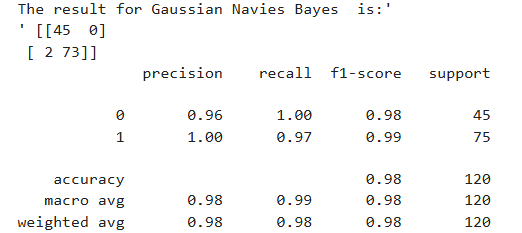 The result for Gaussian Navies Bayes  is:'
' [[45  0]
 [ 2 73]]
              precision    recall  f1-score   support

           0       0.96      1.00      0.98        45
           1       1.00      0.97      0.99        75

    accuracy                           0.98       120
   macro avg       0.98      0.99      0.98       120
weighted avg       0.98      0.98      0.98       120